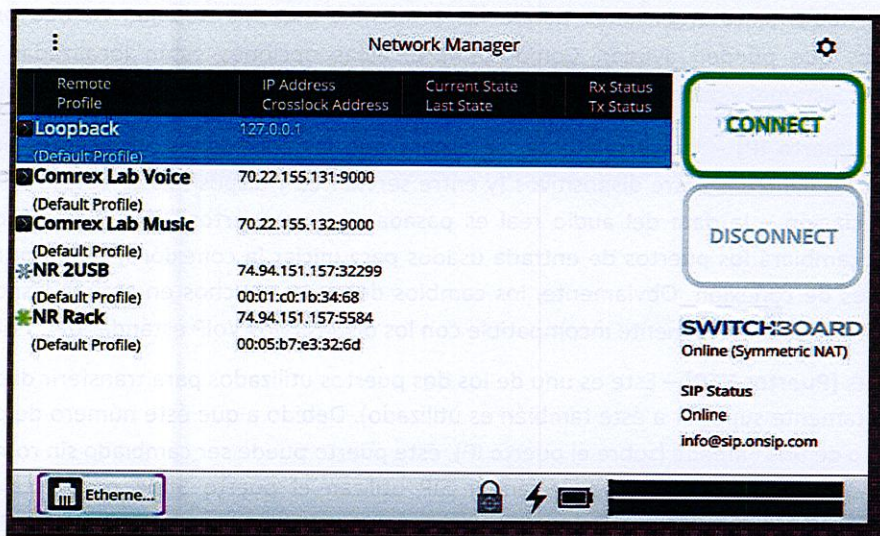 Network Manager
Remote Profile
IP Address Crosslock Address
Current State Last State
Rx Status Tx Status
Loopback 127.0.0.1
(Default Profile)
Comrex Lab Voice 70.22.155.131:9000
(Default Profile)
Comrex Lab Music 70.22.155.132:9000
(Default Profile)
NR 2USB 74.94.151.157:32299
(Default Profile) 00:01:c0:1b:34:68
NR Rack 74.94.151.157:5584
(Default Profile) 00:05:b7:e3:32:6d
CONNECT
DISCONNECT
SWITCHBOARD
Online (Symmetric NAT)
SIP Status
Online
info@sip.onsip.com
Etherne...